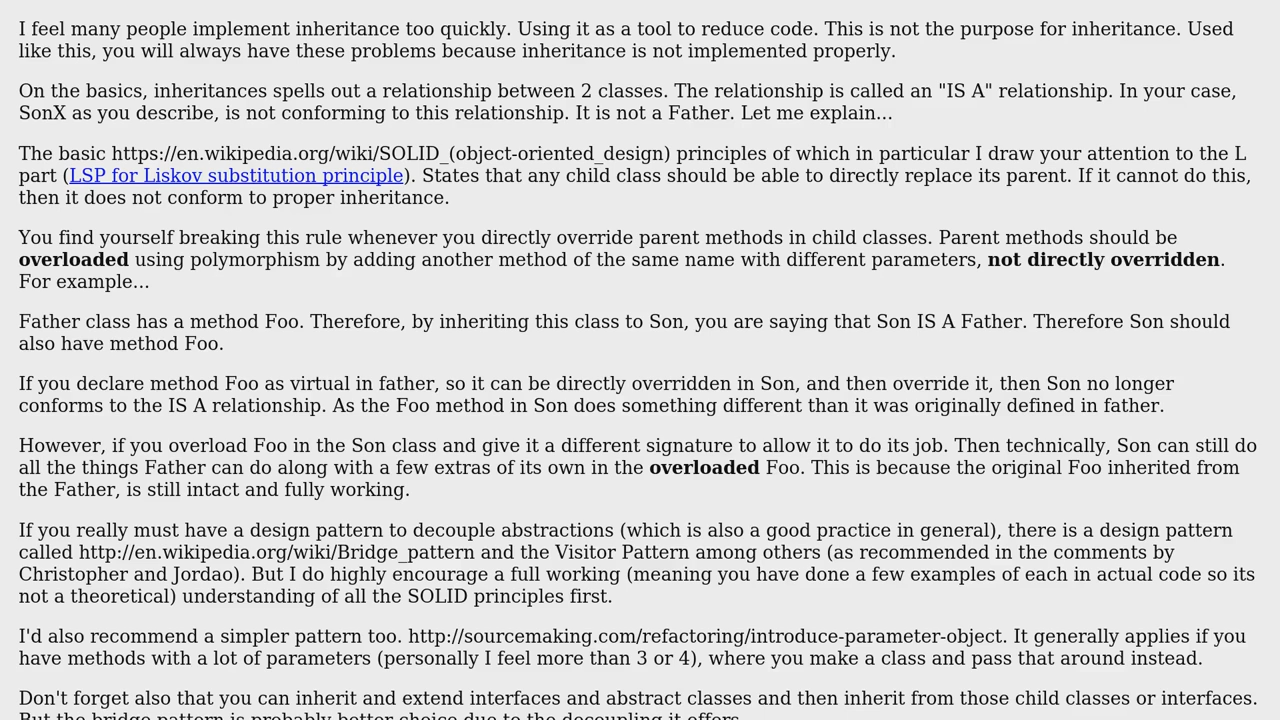 I feel many people implement inheritance too quickly. Using it as a tool to reduce code. This is not the purpose for inheritance. Used
like this, you will always have these problems because inheritance is not implemented properly.
On the basics, inheritances spells out a relationship between 2 classes. The relationship is called an "IS A" relationship. In your case,
SonX as you describe, is not conforming to this relationship. It is not a Father. Let me explain...
The basic https://en.wikipedia.org/wiki/SOLID_(object-oriented_design) principles of which in particular I draw your attention to the L
part (LSP for Liskov substitution principle). States that any child class should be able to directly replace its parent. If it cannot do this,
then it does not conform to proper inheritance.
You find yourself breaking this rule whenever you directly override parent methods in child classes. Parent methods should be
overloaded using polymorphism by adding another method of the same name with different parameters, not directly overridden.
For example...
Father class has a method Foo. Therefore, by inheriting this class to Son, you are saying that Son IS A Father. Therefore Son should
also have method Foo.
If you declare method Foo as virtual in father, so it can be directly overridden in Son, and then override it, then Son no longer
conforms to the IS A relationship. As the Foo method in Son does something different than it was originally defined in father.
However, if you overload Foo in the Son class and give it a different signature to allow it to do its job. Then technically, Son can still do
all the things Father can do along with a few extras of its own in the overloaded Foo. This is because the original Foo inherited from
the Father, is still intact and fully working.
If you really must have a design pattern to decouple abstractions (which is also a good practice in general), there is a design pattern
called http://en.wikipedia.org/wiki/Bridge_pattern and the Visitor Pattern among others (as recommended in the comments by
Christopher and Jordao). But I do highly encourage a full working (meaning you have done a few examples of each in actual code so its
not a theoretical) understanding of all the SOLID principles first.
I'd also recommend a simpler pattern too. http://sourcemaking.com/refactoring/introduce-parameter-object. It generally applies if you
have methods with a lot of parameters (personally I feel more than 3 or 4), where you make a class and pass that around instead.
Don't forget also that you can inherit and extend interfaces and abstract classes and then inherit from those child classes or interfaces.
But the bridge pattern is probably better choice due to the decoupling it offers.